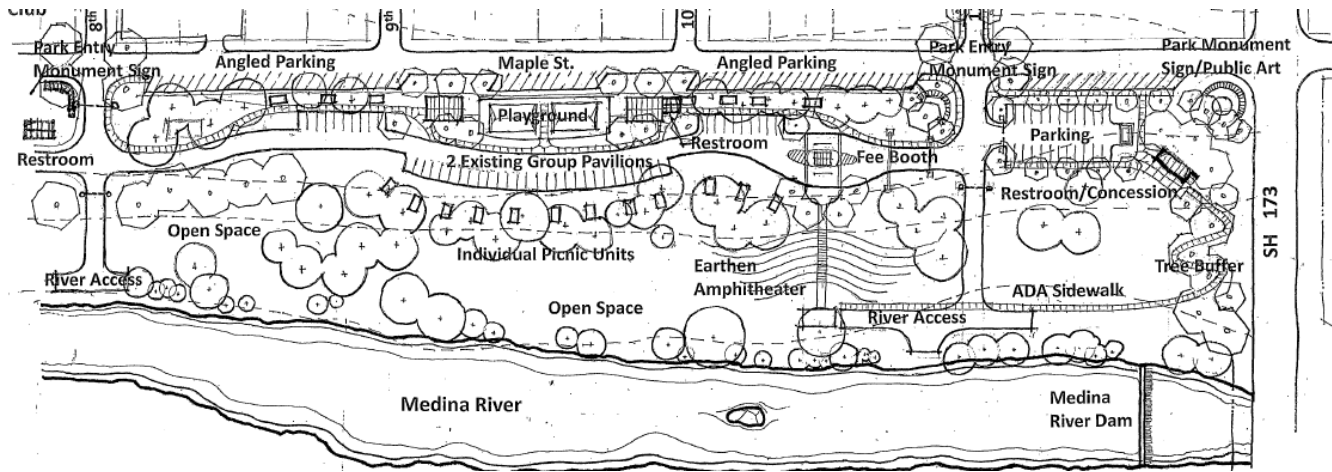 Club
8th
9th
10
1
Park Entry
Monument Sign
Angled Parking
Maple St.
Angled Parking
Park Entry
Monument Sign
Park Monument
Sign/Public Art
Playground
Parking
Restroom
2 Existing Group Pavilions
Restroom
Fee Booth
Restroom/Concession
SH 173
Open Space
Individual Picnic Units
River Access
Earthen
Amphitheater
Tree Buffer
ADA Sidewalk
Open Space
River Access
Medina River
Medina
River Dam